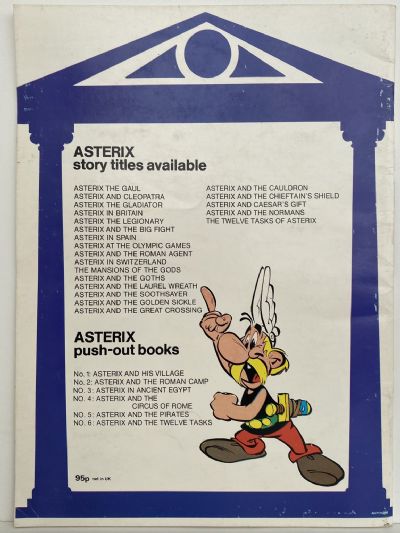 ASTERIX
story titles available
ASTERIX THE GAUL
ASTERIX AND CLEOPATRA
ASTERIX THE GLADIATOR
ASTERIX IN BRITAIN
ASTERIX THE LEGIONARY
ASTERIX AND THE BIG FIGHT
ASTERIX IN SPAIN
ASTERIX AT THE OLYMPIC GAMES
ASTERIX AND THE ROMAN AGENT
ASTERIX IN SWITZERLAND
THE MANSIONS OF THE GODS
ASTERIX AND THE GOTHS
ASTERIX AND THE LAUREL WREATH
ASTERIX AND THE SOOTHSAYER
ASTERIX AND THE GOLDEN SICKLE
ASTERIX AND THE GREAT CROSSING
ASTERIX AND THE CAULDRON
ASTERIX AND THE CHIEFTAIN'S SHIELD
ASTERIX AND CAESAR'S GIFT
ASTERIX AND THE NORMANS
THE TWELVE TASKS OF ASTERIX
ASTERIX
push-out books
No. 1: ASTERIX AND HIS VILLAGE
No. 2: ASTERIX AND THE ROMAN CAMP
NO. 3: ASTERIX IN ANCIENT EGYPT
NO. 4: ASTERIX AND THE
CIRCUS OF ROME
NO. 5: ASTERIX AND THE PIRATES
NO. 6: ASTERIX AND THE TWELVE TASKS
95p net in UK